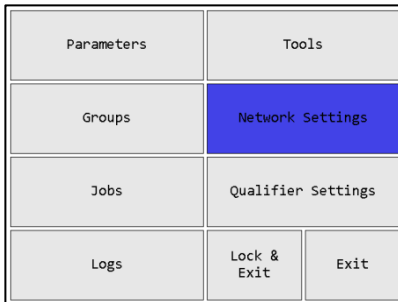 Parameters
Tools
Groups
Network Settings
Jobs
Qualifier Settings
Logs
Lock &
Exit
Exit